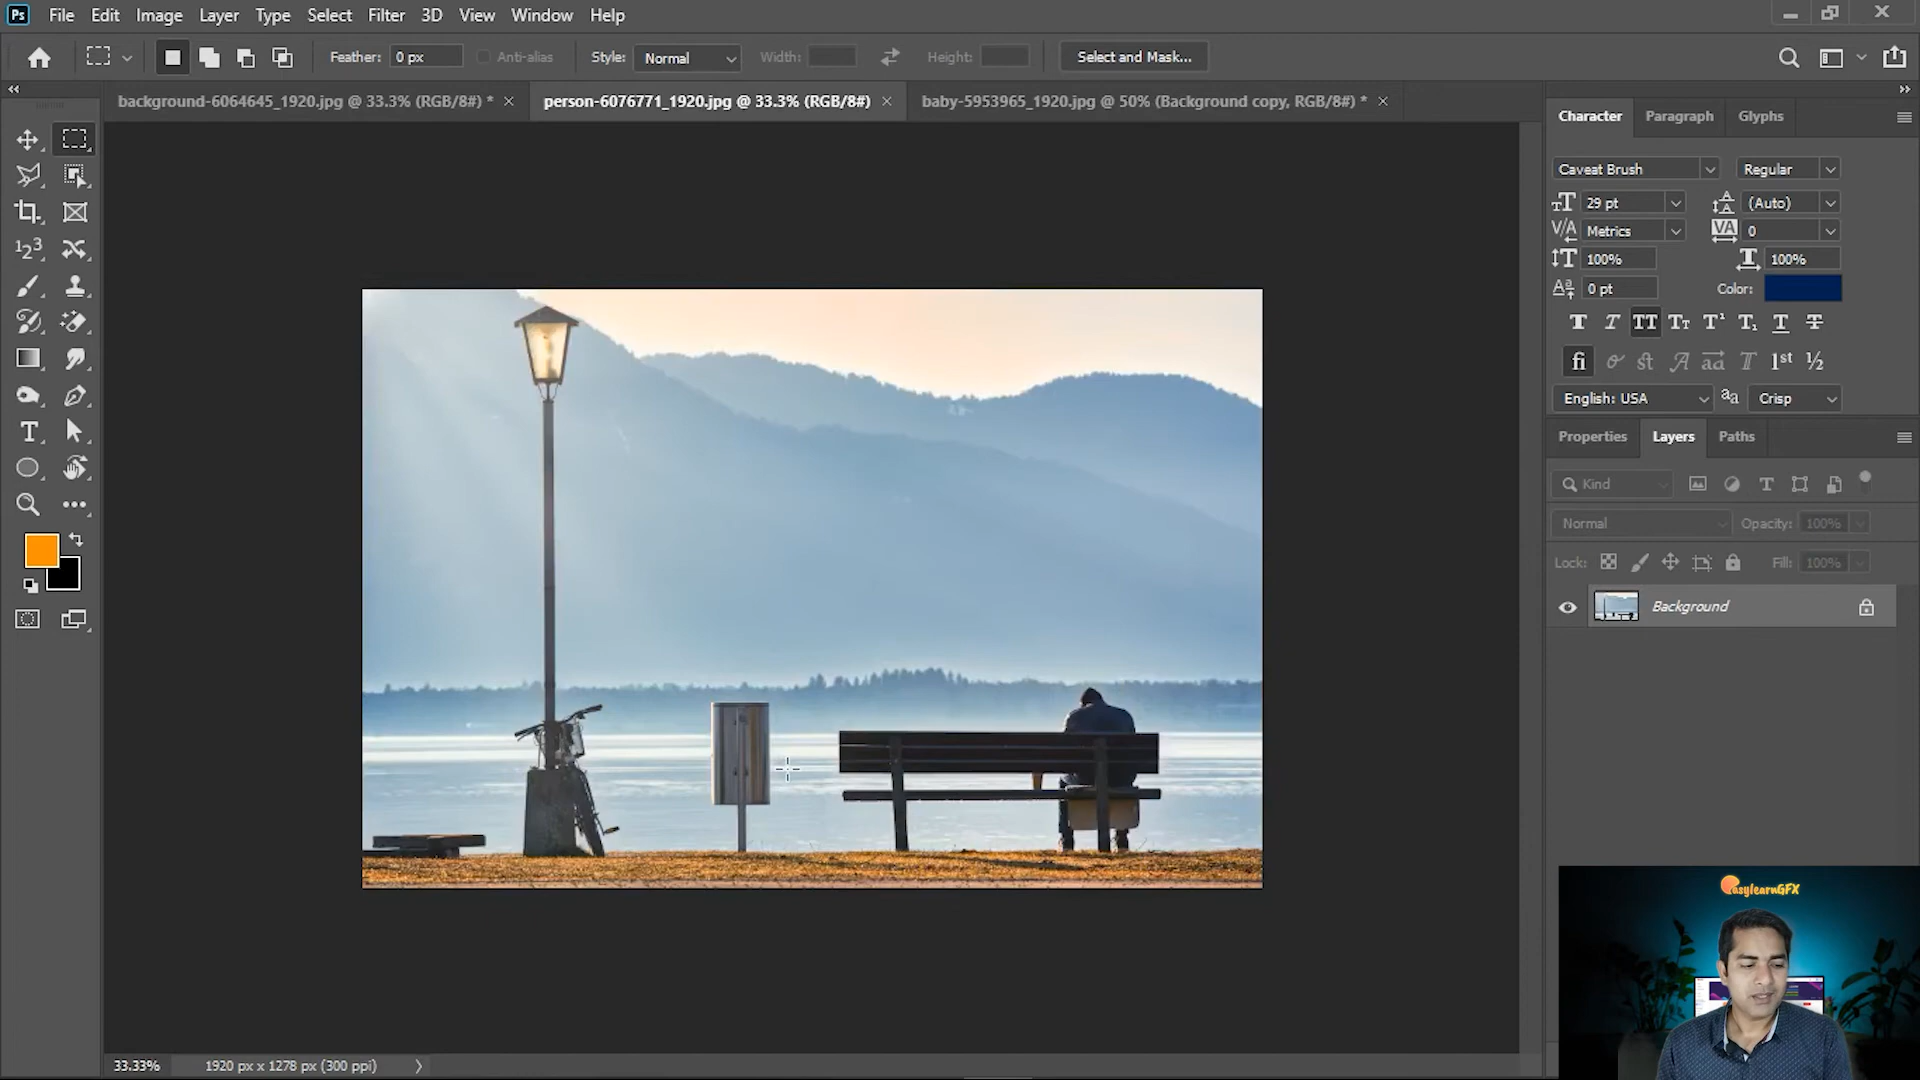 Ps File Edit Image Layer Type Select Filter 3D View Window Help
Feather: 0 px Anti-alias Style: Normal Width: Height: Select and Mask...
background-6064645_1920.jpg @ 33.3% (RGB/8#) * person-6076771_1920.jpg @ 33.3% (RGB/8#) baby-5953965_1920.jpg @ 50% (Background copy, RGB/8#) *
Character Paragraph Glyphs
Caveat Brush Regular
29 pt (Auto)
Metrics 0
100% 100%
0 pt Color:
English: USA Crisp
Properties Layers Paths
Kind
Normal Opacity: 100%
Lock: Fill: 100%
Background
asylearnGFX
33.33% 1920 px x 1278 px (300 ppi)